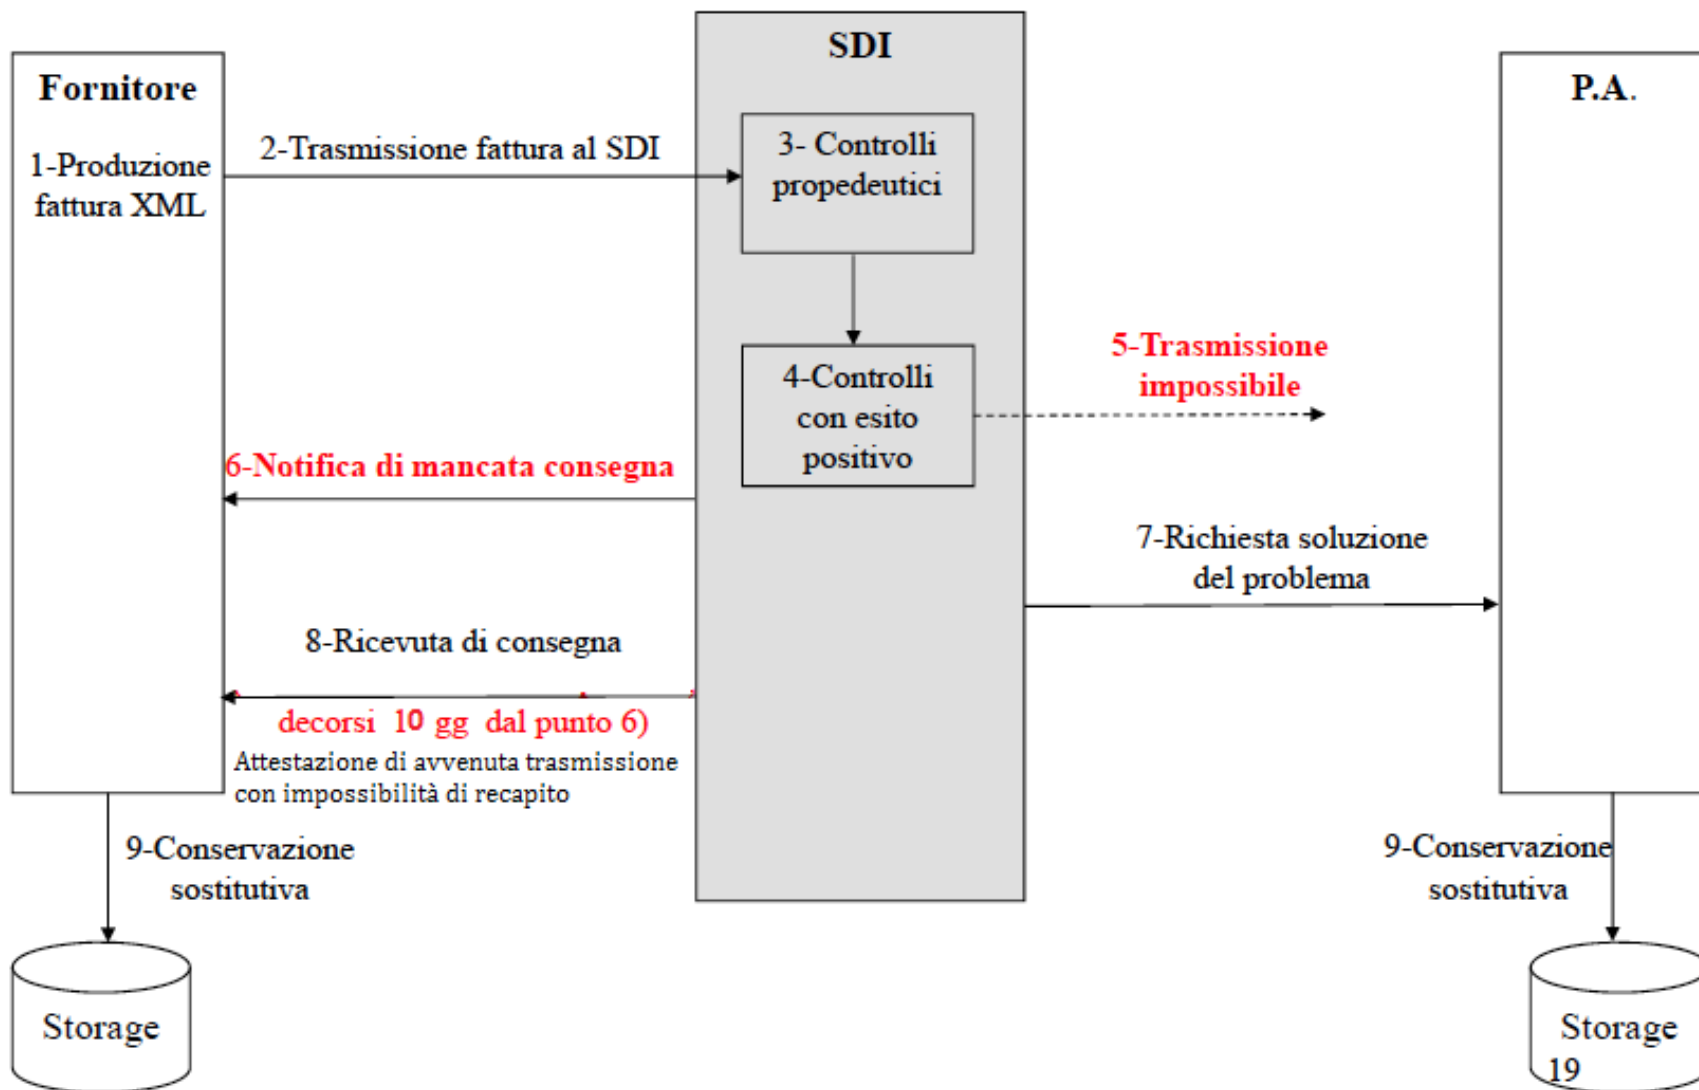 SDI
Fornitore
P.A.
1-Produzione
fattura XML
2-Trasmissione fattura al SDI
3- Controlli
propedeutici
4-Controlli
con esito
positivo
5-Trasmissione
impossibile
6-Notifica di mancata consegna
7-Richiesta soluzione
del problema
8-Ricevuta di consegna
decorsi 10 gg dal punto 6)
Attestazione di avvenuta trasmissione
con impossibilità di recapito
9-Conservazione
sostitutiva
9-Conservazione
sostitutiva
Storage
Storage
19